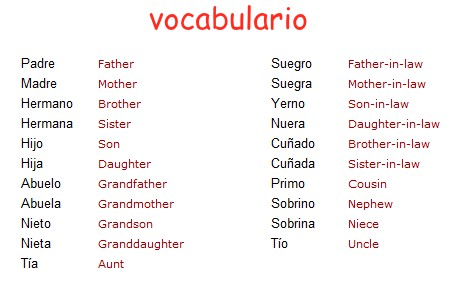 vocabulario
Padre Father Suegro Father-in-law
Madre Mother Suegra Mother-in-law
Hermano Brother Yerno Son-in-law
Hermana Sister Nuera Daughter-in-law
Hijo Son Cuñado Brother-in-law
Hija Daughter Cuñada Sister-in-law
Abuelo Grandfather Primo Cousin
Abuela Grandmother Sobrino Nephew
Nieto Grandson Sobrina Niece
Nieta Granddaughter Tío Uncle
Tía Aunt